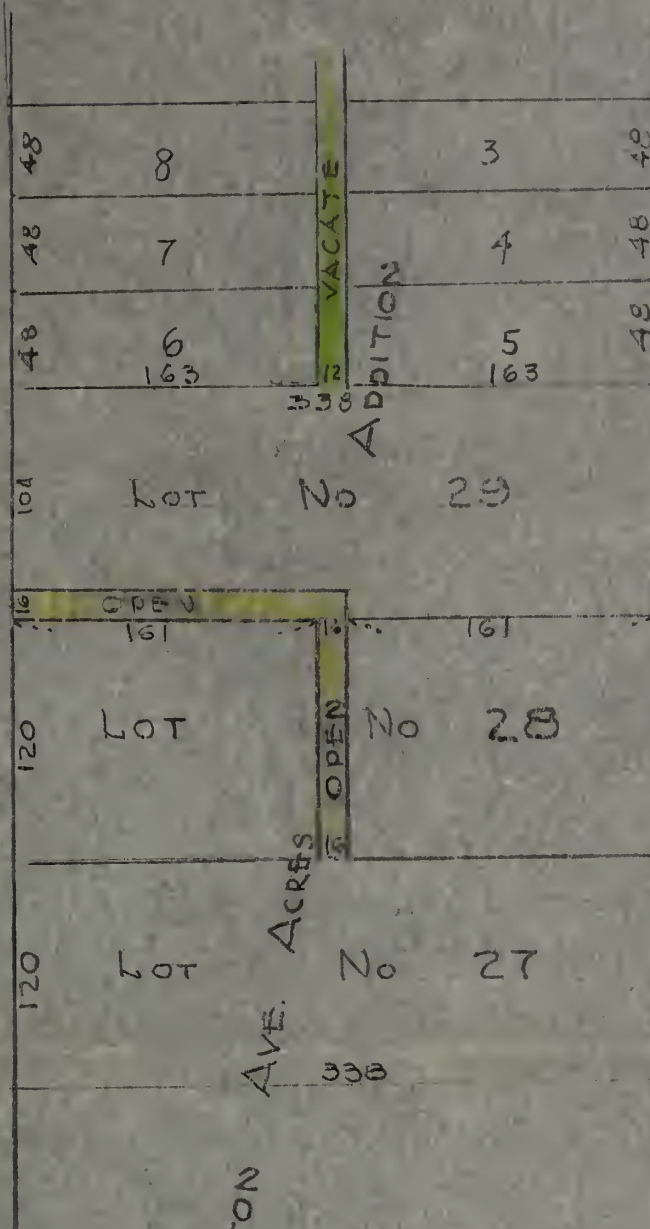 48 8 3 48
VACATE
48 7 4 48
48 6 5 48
163 12 163
338
ADDITION
104 LOT No 29
16 OPEN
161 16 161
120 LOT No 28
OPEN
16
ACRES
120 LOT No 27
AVE.
338
TON